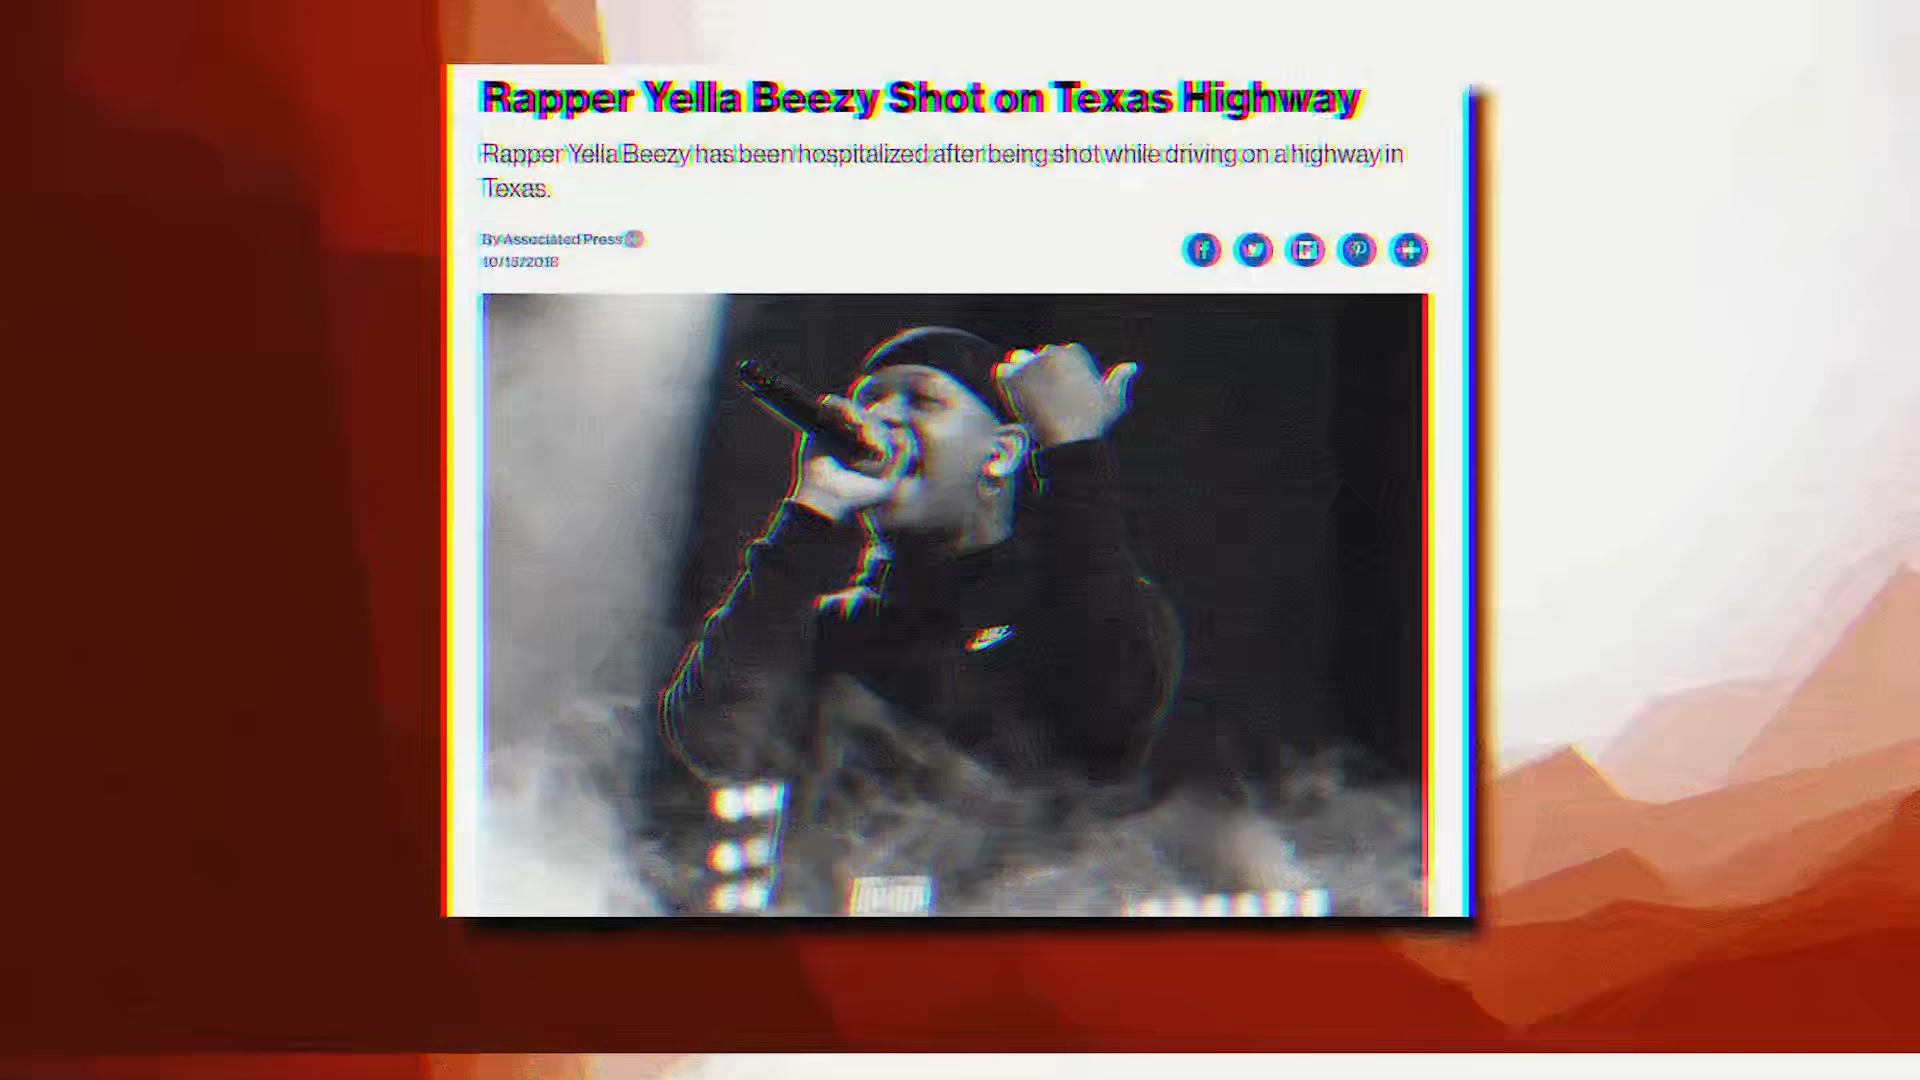 Rapper Yella Beezy Shot on Texas Highway
Rapper Yella Beezy has been hospitalized after being shot while driving on a highway in
Texas.
By Associated Press
10/15/2018
NIKE